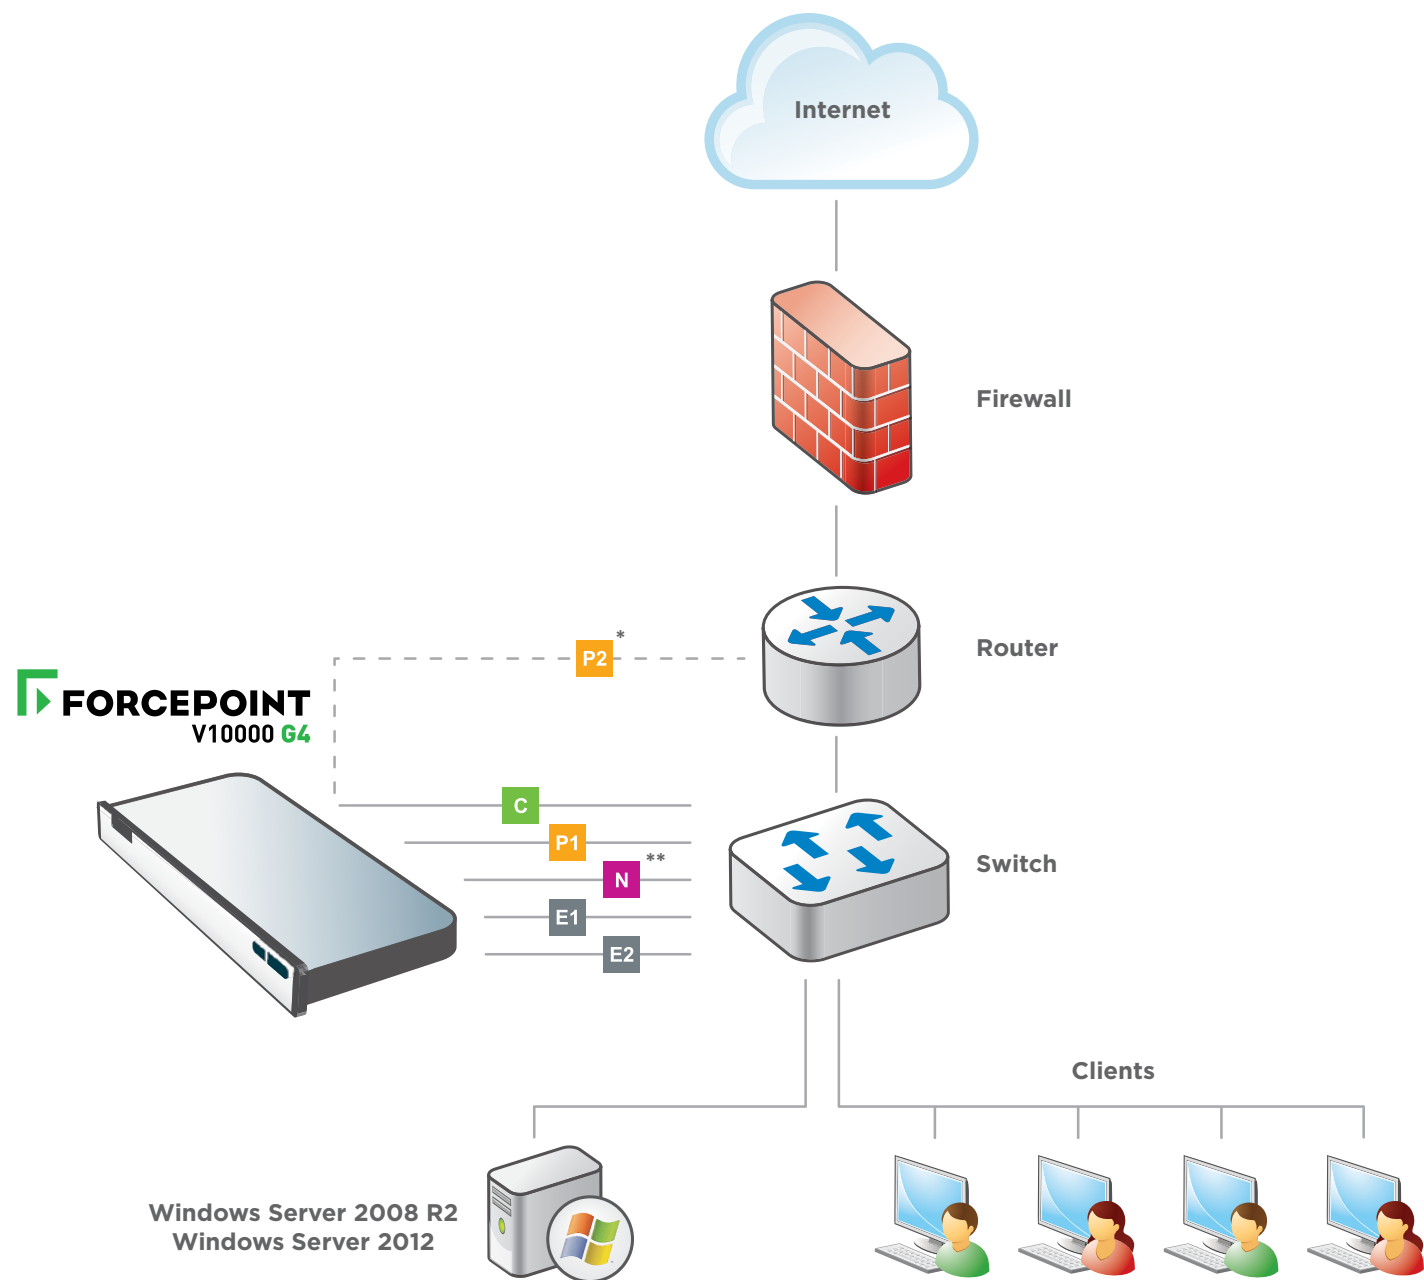 Internet
Firewall
P2 *
Router
FORCEPOINT
V10000 G4
C
P1
N **
E1
E2
Switch
Clients
Windows Server 2008 R2
Windows Server 2012